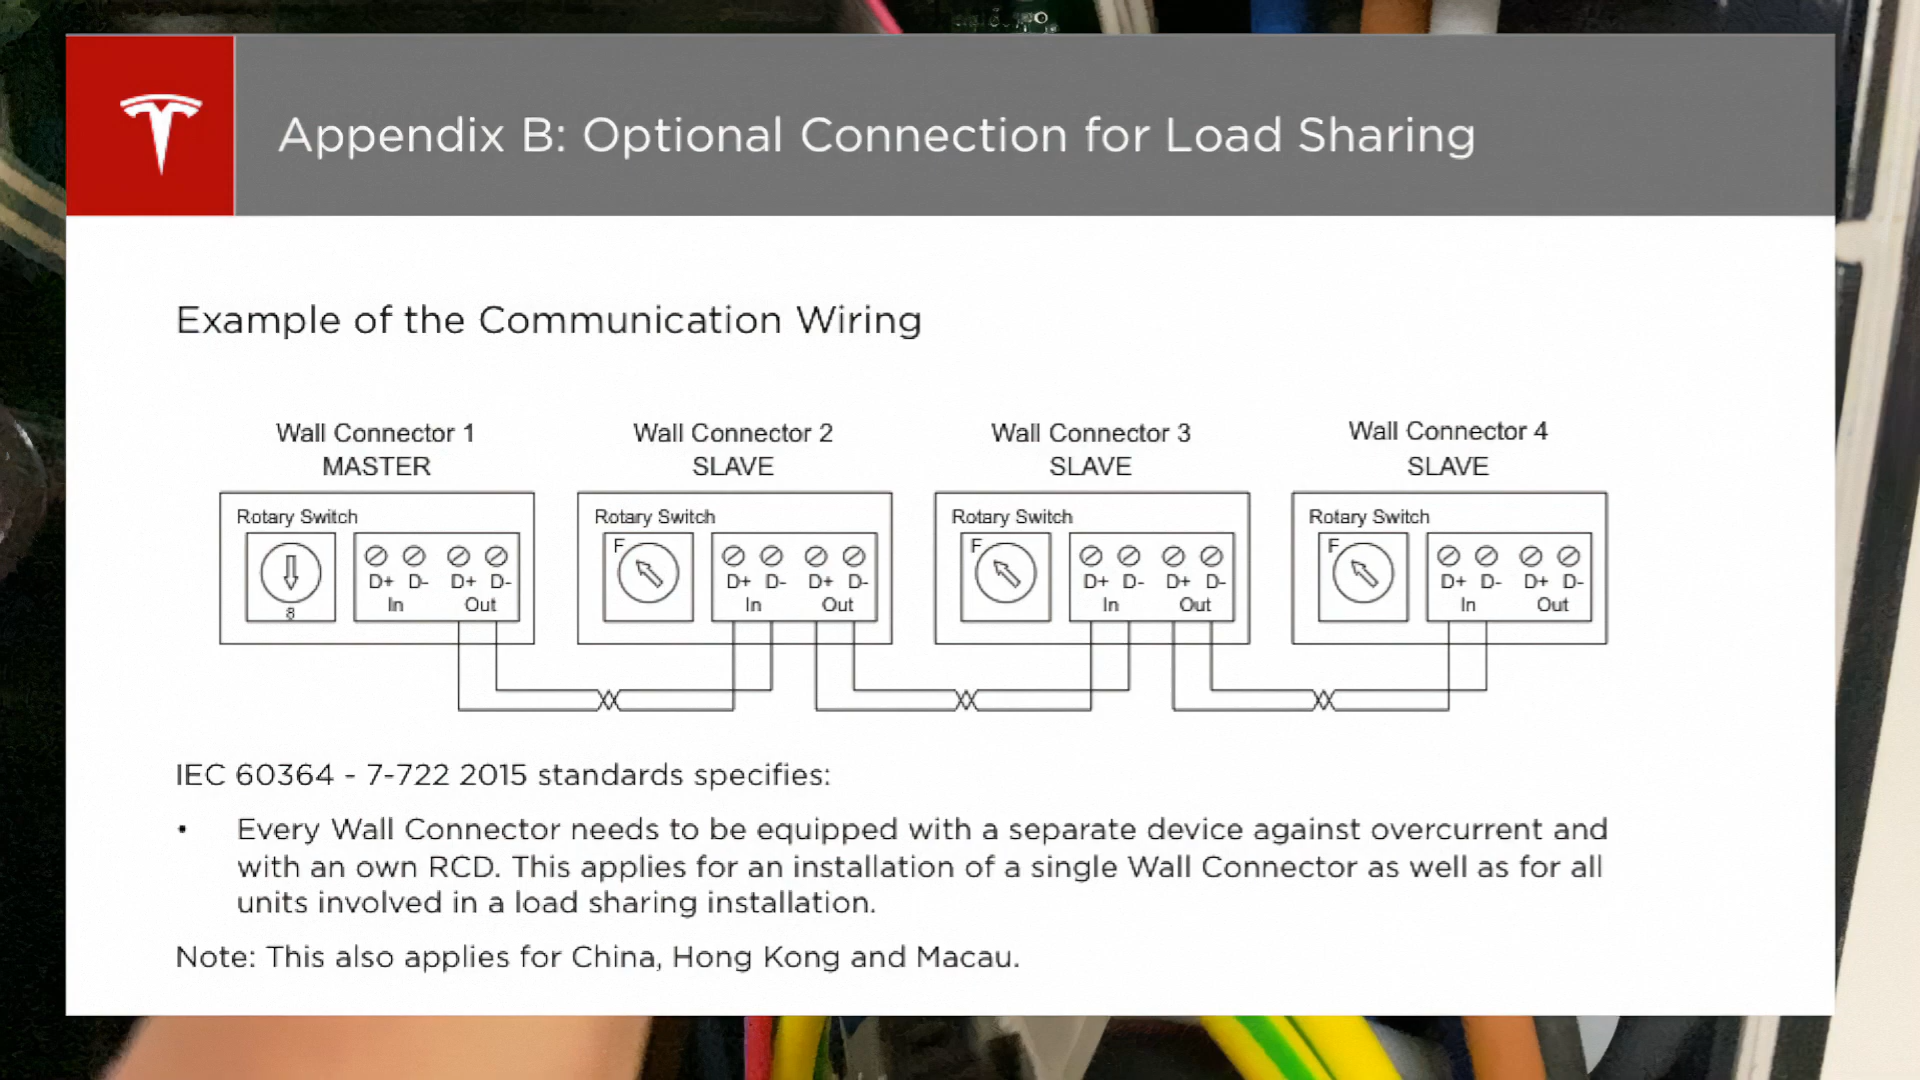 Appendix B: Optional Connection for Load Sharing
Example of the Communication Wiring
Wall Connector 1
MASTER
Rotary Switch
8
D+ D- D+ D-
In Out
Wall Connector 2
SLAVE
Rotary Switch
F
D+ D- D+ D-
In Out
Wall Connector 3
SLAVE
Rotary Switch
F
D+ D- D+ D-
In Out
Wall Connector 4
SLAVE
Rotary Switch
F
D+ D- D+ D-
In Out
IEC 60364 - 7-722 2015 standards specifies:
• Every Wall Connector needs to be equipped with a separate device against overcurrent and
with an own RCD. This applies for an installation of a single Wall Connector as well as for all
units involved in a load sharing installation.
Note: This also applies for China, Hong Kong and Macau.